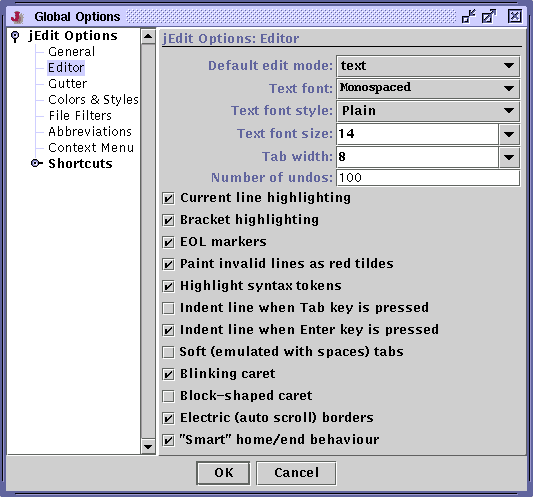 Global Options
jEdit Options
General
Editor
Gutter
Colors & Styles
File Filters
Abbreviations
Context Menu
Shortcuts
jEdit Options: Editor
Default edit mode: text
Text font: Monospaced
Text font style: Plain
Text font size: 14
Tab width: 8
Number of undos: 100
Current line highlighting
Bracket highlighting
EOL markers
Paint invalid lines as red tildes
Highlight syntax tokens
Indent line when Tab key is pressed
Indent line when Enter key is pressed
Soft (emulated with spaces) tabs
Blinking caret
Block-shaped caret
Electric (auto scroll) borders
"Smart" home/end behaviour
OK Cancel